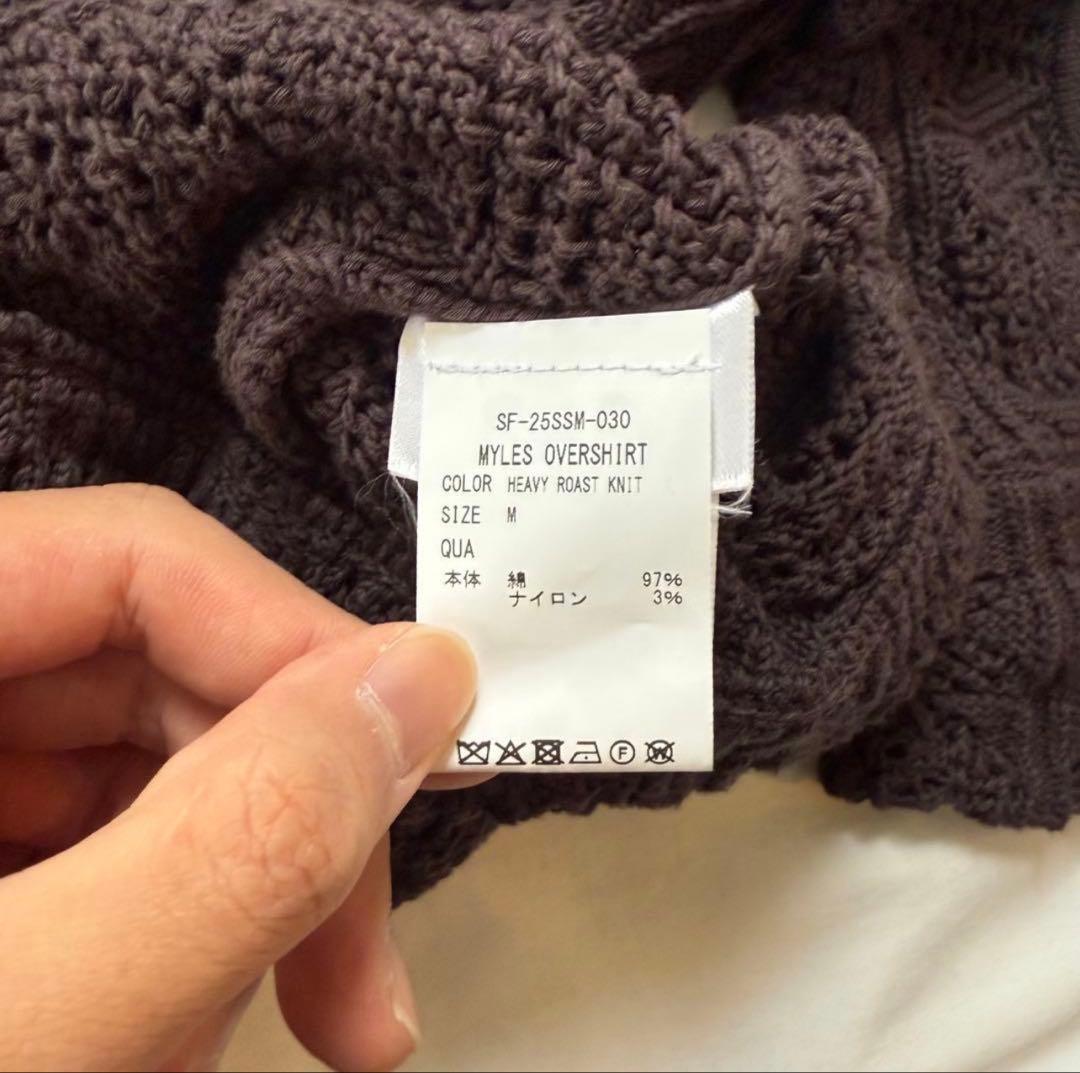 SF-25SSM-030
MYLES OVERSHIRT
COLOR HEAVY ROAST KNIT
SIZE M
QUA
本体 綿 97%
ナイロン 3%
F W